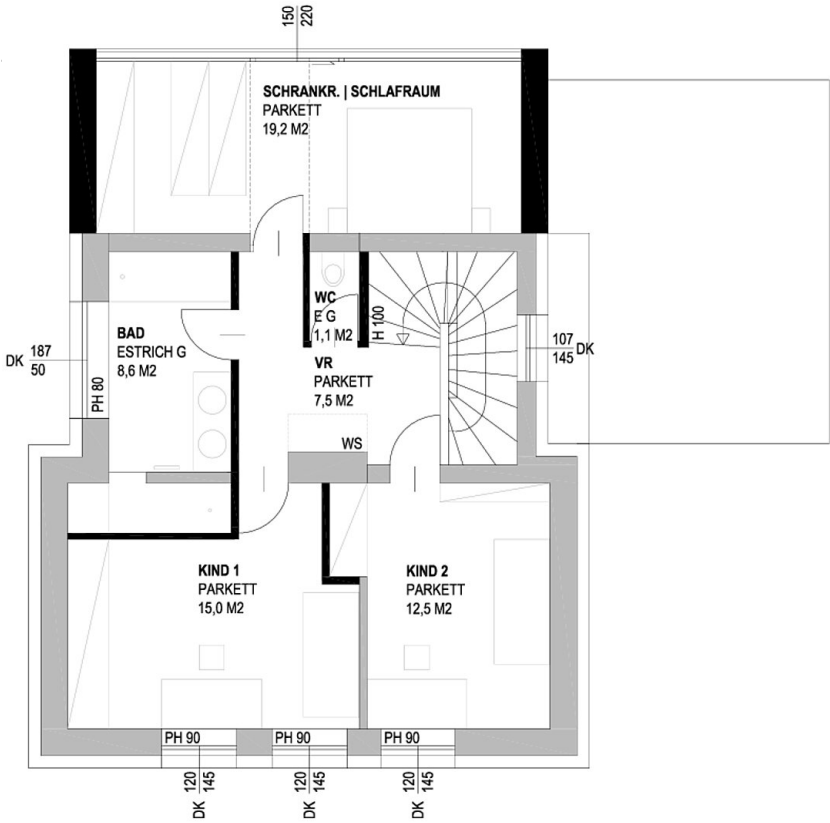 150
220
SCHRANKR. | SCHLAFRAUM
PARKETT
19,2 M2
WC
E G
1,1 M2
H 100
BAD
ESTRICH G
8,6 M2
DK 187
50
PH 80
VR
PARKETT
7,5 M2
107
145 DK
WS
KIND 1
PARKETT
15,0 M2
KIND 2
PARKETT
12,5 M2
PH 90
PH 90
PH 90
DK 120
145
DK 120
145
DK 120
145